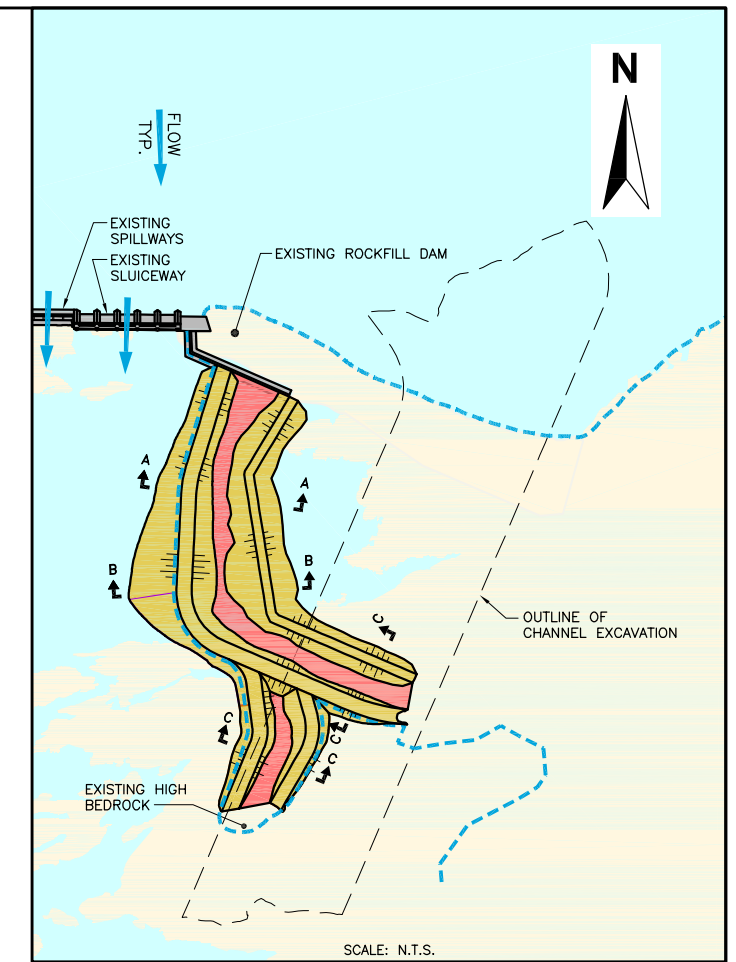 N
FLOW
TYP.
EXISTING
SPILLWAYS
EXISTING
SLUICEWAY
EXISTING ROCKFILL DAM
A
A
B
B
C
OUTLINE OF
CHANNEL EXCAVATION
C
C
C
EXISTING HIGH
BEDROCK
SCALE: N.T.S.